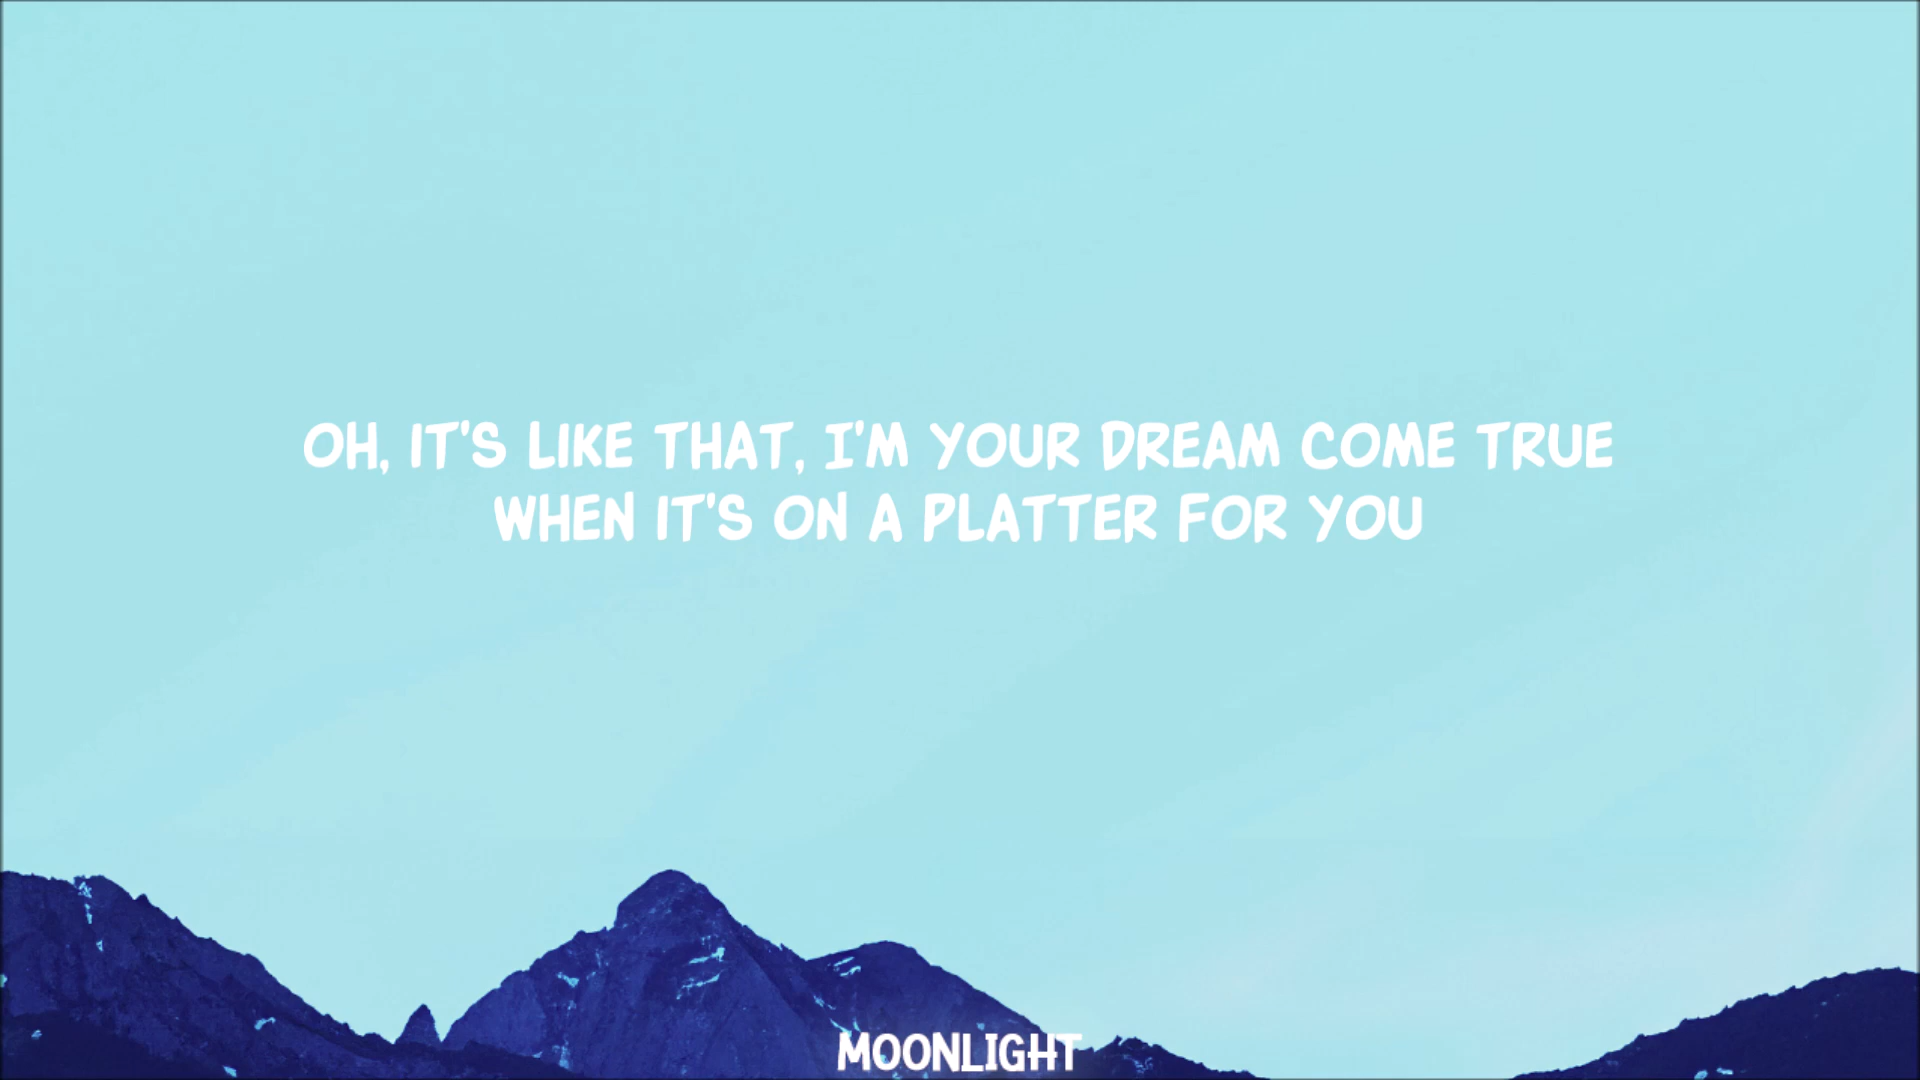 OH, IT'S LIKE THAT, I'M YOUR DREAM COME TRUE
WHEN IT'S ON A PLATTER FOR YOU
MOONLIGHT